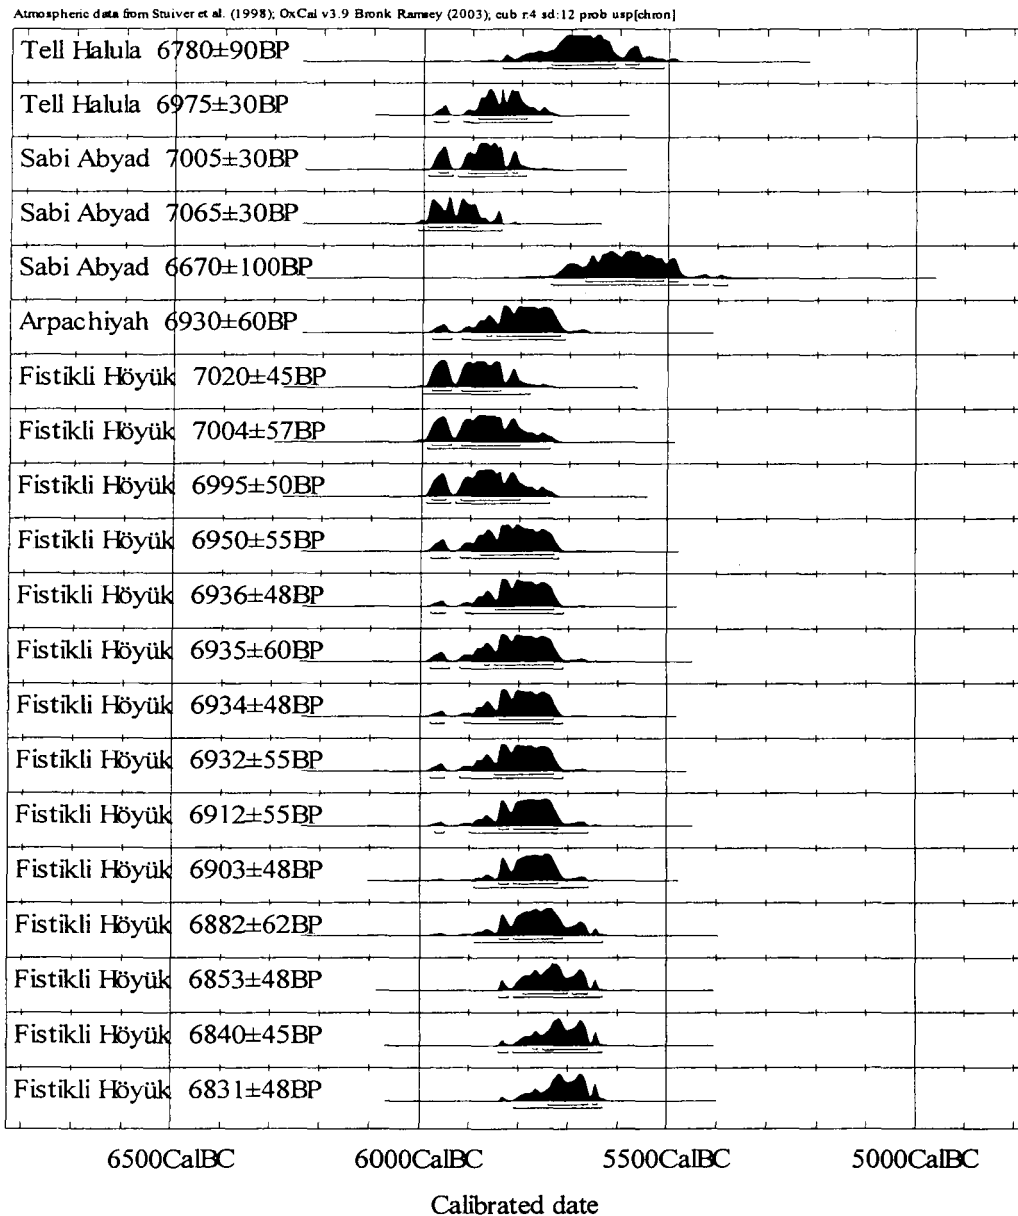 Atmospheric data from Stuiver et al. (1998); OxCal v3.9 Bronk Ramsey (2003); cub r:4 sd:12 prob usp[chron]
Tell Halula 6780±90BP
Tell Halula 6975±30BP
Sabi Abyad 7005±30BP
Sabi Abyad 7065±30BP
Sabi Abyad 6670±100BP
Arpachiyah 6930±60BP
Fistikli Höyük 7020±45BP
Fistikli Höyük 7004±57BP
Fistikli Höyük 6995±50BP
Fistikli Höyük 6950±55BP
Fistikli Höyük 6936±48BP
Fistikli Höyük 6935±60BP
Fistikli Höyük 6934±48BP
Fistikli Höyük 6932±55BP
Fistikli Höyük 6912±55BP
Fistikli Höyük 6903±48BP
Fistikli Höyük 6882±62BP
Fistikli Höyük 6853±48BP
Fistikli Höyük 6840±45BP
Fistikli Höyük 6831±48BP
6500CalBC 6000CalBC 5500CalBC 5000CalBC
Calibrated date